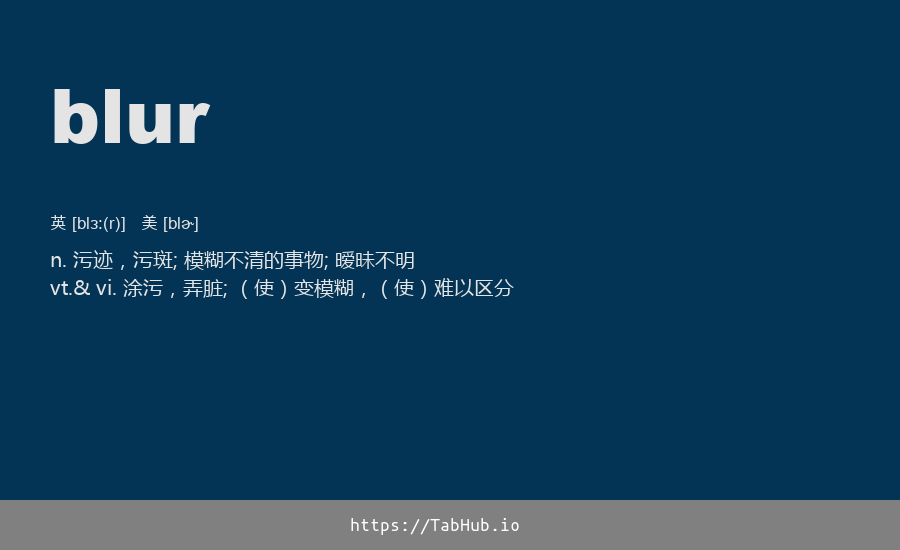 blur
英 [blɜ:(r)] 美 [blɚ]
n. 污迹，污斑; 模糊不清的事物; 暧昧不明
vt.& vi. 涂污，弄脏; （使）变模糊，（使）难以区分
https://TabHub.io